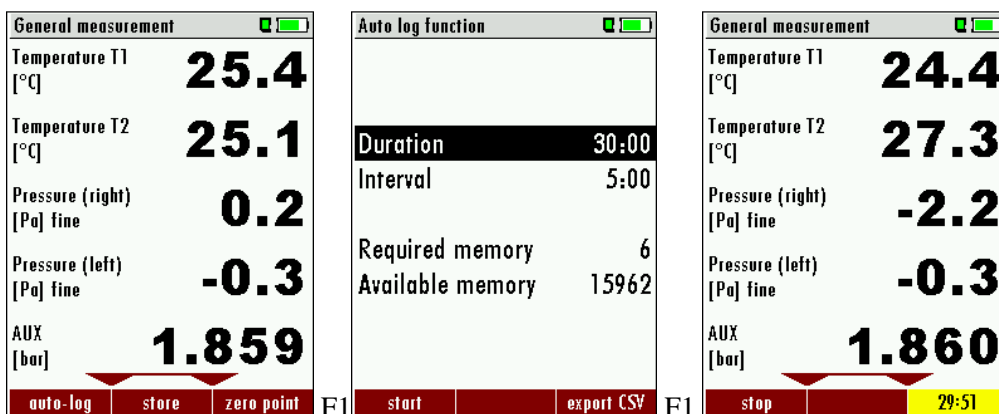 General measurement
Temperature T1
[°C]
25.4
Temperature T2
[°C]
25.1
Pressure (right)
[Pa] fine
0.2
Pressure (left)
[Pa] fine
-0.3
AUX
[bar]
1.859
auto-log store zero point
F1
Auto log function
Duration 30:00
Interval 5:00
Required memory 6
Available memory 15962
start export CSV
F1
General measurement
Temperature T1
[°C]
24.4
Temperature T2
[°C]
27.3
Pressure (right)
[Pa] fine
-2.2
Pressure (left)
[Pa] fine
-0.3
AUX
[bar]
1.860
stop 29:51